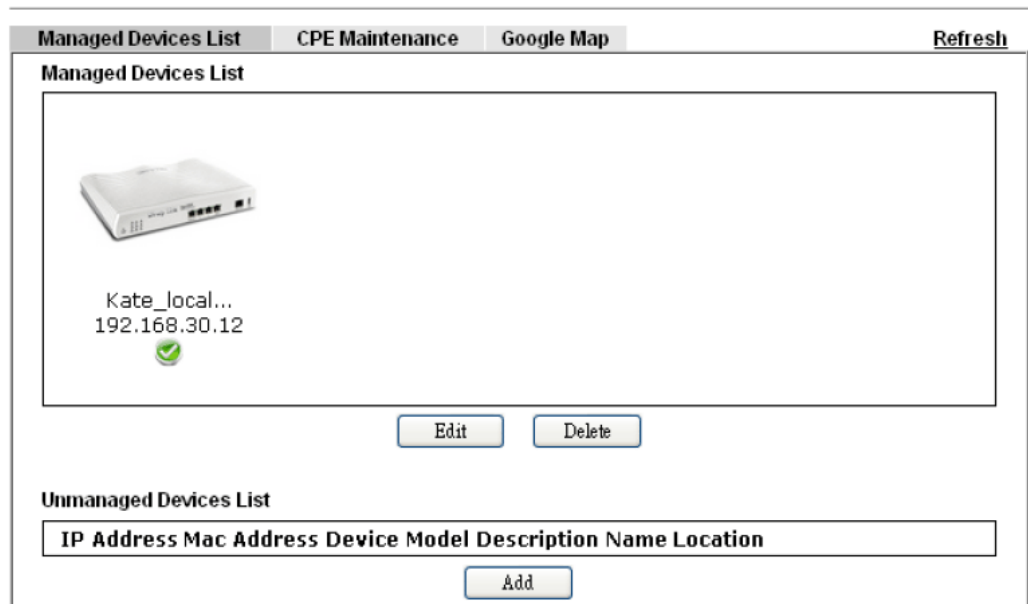 Managed Devices List CPE Maintenance Google Map Refresh
Managed Devices List
Kate_local...
192.168.30.12
Edit Delete
Unmanaged Devices List
IP Address Mac Address Device Model Description Name Location
Add